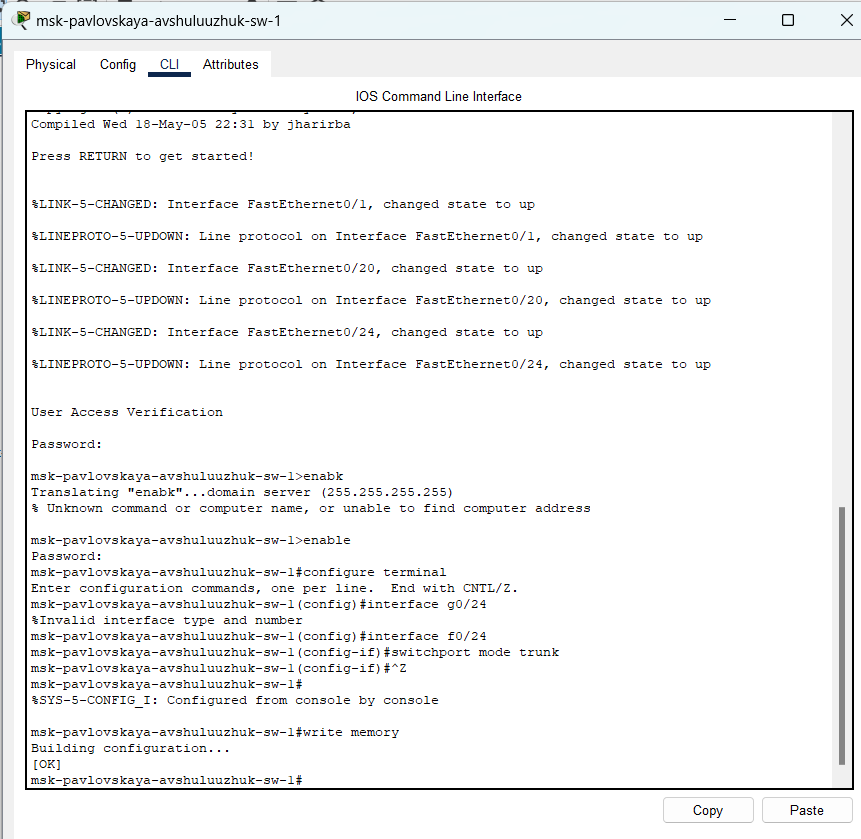 msk-pavlovskaya-avshuluuzhuk-sw-1
Physical Config CLI Attributes
IOS Command Line Interface
Compiled Wed 18-May-05 22:31 by jharirba
Press RETURN to get started!
%LINK-5-CHANGED: Interface FastEthernet0/1, changed state to up
%LINEPROTO-5-UPDOWN: Line protocol on Interface FastEthernet0/1, changed state to up
%LINK-5-CHANGED: Interface FastEthernet0/20, changed state to up
%LINEPROTO-5-UPDOWN: Line protocol on Interface FastEthernet0/20, changed state to up
%LINK-5-CHANGED: Interface FastEthernet0/24, changed state to up
%LINEPROTO-5-UPDOWN: Line protocol on Interface FastEthernet0/24, changed state to up
User Access Verification
Password:
msk-pavlovskaya-avshuluuzhuk-sw-1>enabk
Translating "enabk"...domain server (255.255.255.255)
% Unknown command or computer name, or unable to find computer address
msk-pavlovskaya-avshuluuzhuk-sw-1>enable
Password:
msk-pavlovskaya-avshuluuzhuk-sw-1#configure terminal
Enter configuration commands, one per line.  End with CNTL/Z.
msk-pavlovskaya-avshuluuzhuk-sw-1(config)#interface g0/24
%Invalid interface type and number
msk-pavlovskaya-avshuluuzhuk-sw-1(config)#interface f0/24
msk-pavlovskaya-avshuluuzhuk-sw-1(config-if)#switchport mode trunk
msk-pavlovskaya-avshuluuzhuk-sw-1(config-if)#^Z
msk-pavlovskaya-avshuluuzhuk-sw-1#
%SYS-5-CONFIG_I: Configured from console by console
msk-pavlovskaya-avshuluuzhuk-sw-1#write memory
Building configuration...
[OK]
msk-pavlovskaya-avshuluuzhuk-sw-1#
Copy Paste